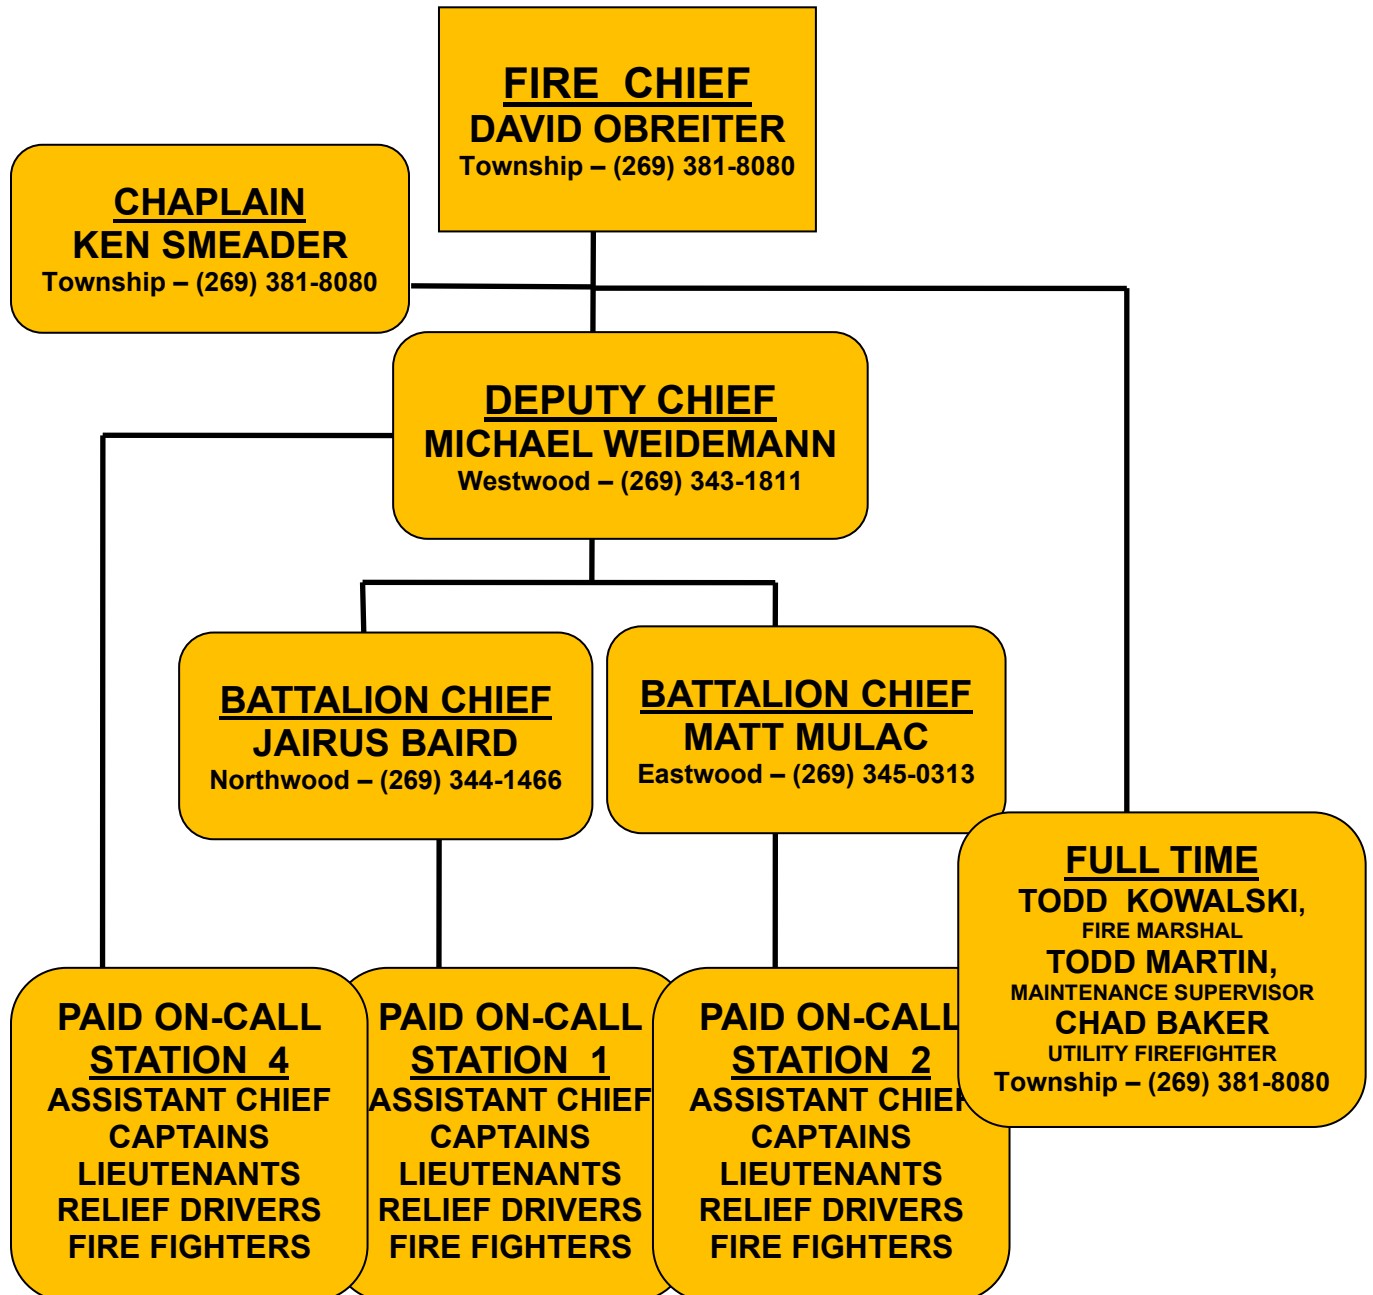 FIRE CHIEF
DAVID OBREITER
Township – (269) 381-8080
CHAPLAIN
KEN SMEADER
Township – (269) 381-8080
DEPUTY CHIEF
MICHAEL WEIDEMANN
Westwood – (269) 343-1811
BATTALION CHIEF
JAIRUS BAIRD
Northwood – (269) 344-1466
BATTALION CHIEF
MATT MULAC
Eastwood – (269) 345-0313
FULL TIME
TODD KOWALSKI,
FIRE MARSHAL
TODD MARTIN,
MAINTENANCE SUPERVISOR
CHAD BAKER
UTILITY FIREFIGHTER
Township – (269) 381-8080
PAID ON-CALL
STATION 4
ASSISTANT CHIEF
CAPTAINS
LIEUTENANTS
RELIEF DRIVERS
FIRE FIGHTERS
PAID ON-CALL
STATION 1
ASSISTANT CHIEF
CAPTAINS
LIEUTENANTS
RELIEF DRIVERS
FIRE FIGHTERS
PAID ON-CALL
STATION 2
ASSISTANT CHIEF
CAPTAINS
LIEUTENANTS
RELIEF DRIVERS
FIRE FIGHTERS